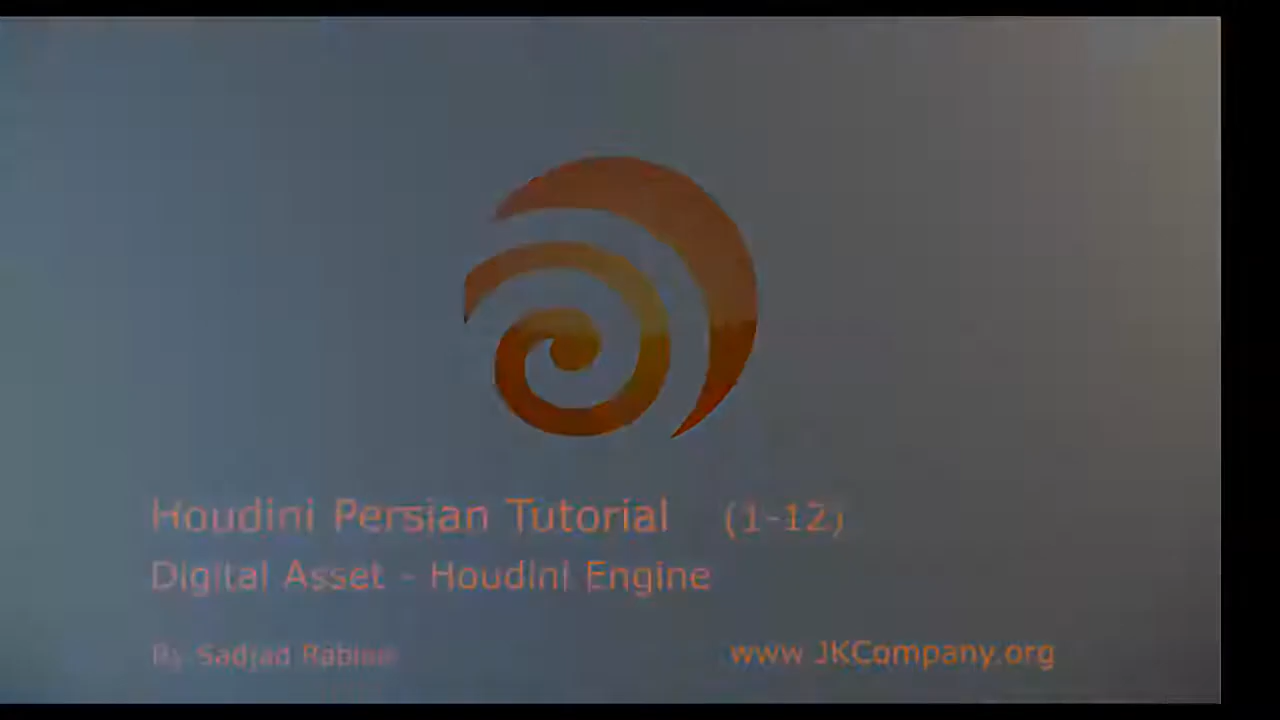 Houdini Persian Tutorial (1-12)
Digital Asset - Houdini Engine
By Sadjad Rabiee
www JKCompany.org